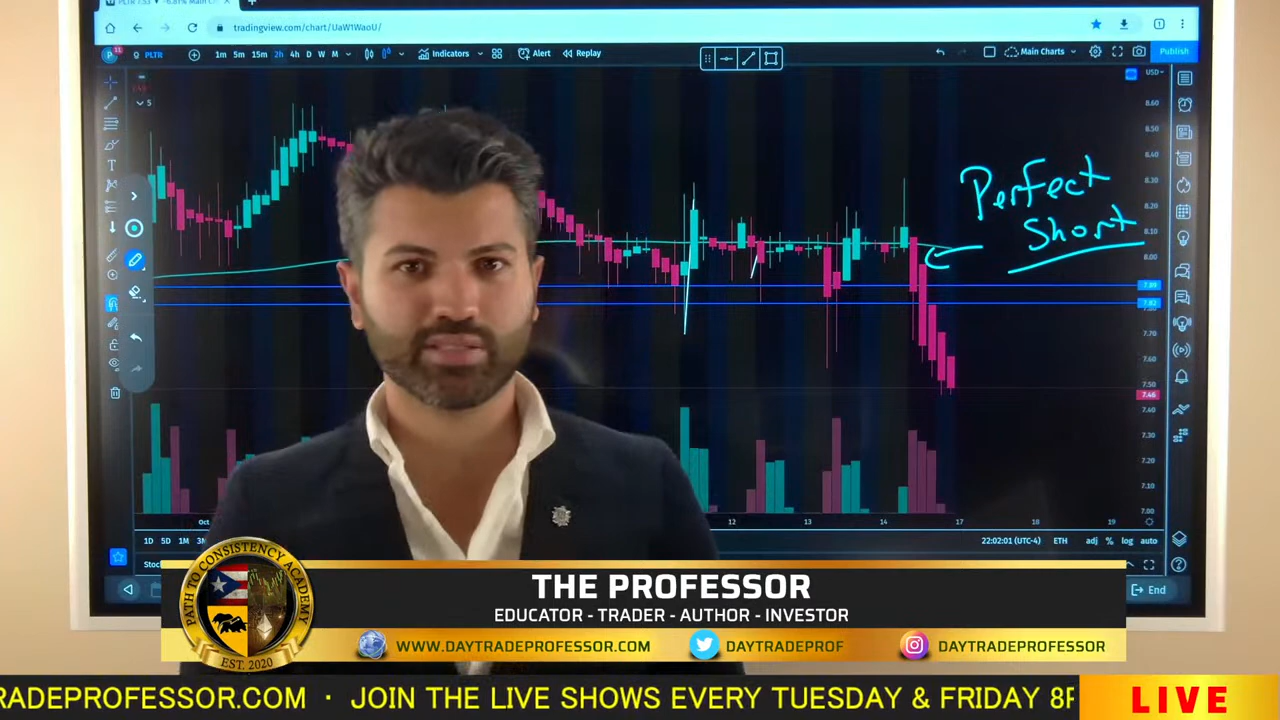 tradingview.com/chart/UaW1WaoU/
PLTR
1m 5m 15m 2h 4h D W M
Indicators
Alert
Replay
Main Charts
Publish
11
5
USD
8.60
8.50
8.40
8.30
8.20
8.10
8.00
7.89
7.82
7.70
7.60
7.50
7.46
7.40
7.30
7.20
7.10
7.00
Perfect
Short
Oct
12 13 14 17 18 19
1D 5D 1M 3M
22:02:01 (UTC-4) ETH adj % log auto
End
PATH TO CONSISTENCY ACADEMY
EST. 2020
THE PROFESSOR
EDUCATOR - TRADER - AUTHOR - INVESTOR
WWW.DAYTRADEPROFESSOR.COM DAYTRADEPROF DAYTRADEPROFESSOR
RADEPROFESSOR.COM · JOIN THE LIVE SHOWS EVERY TUESDAY & FRIDAY 8P
LIVE